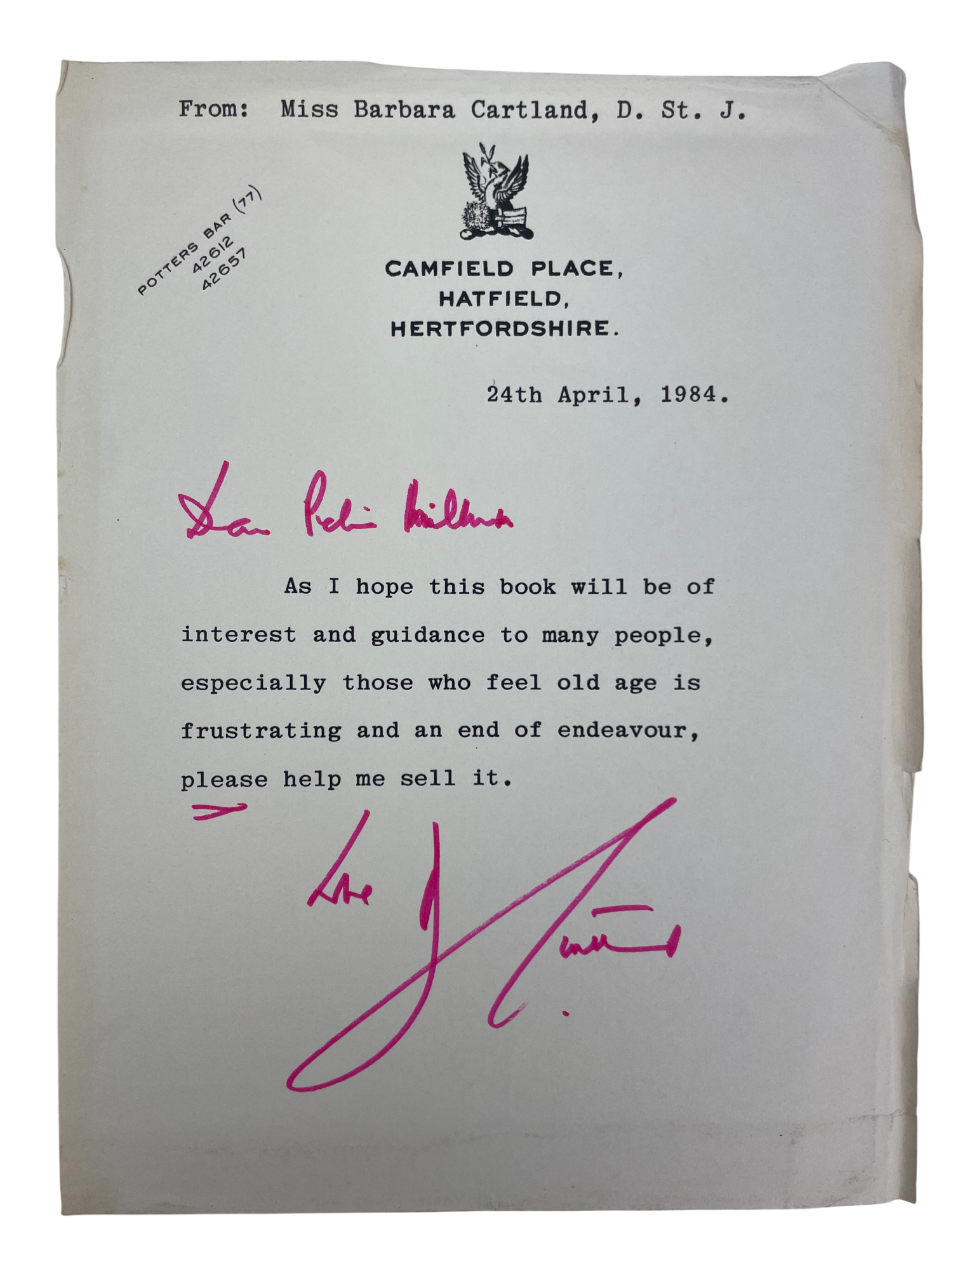 From: Miss Barbara Cartland, D. St. J.
POTTERS BAR (77)
42612
42657
CAMFIELD PLACE,
HATFIELD,
HERTFORDSHIRE.
24th April, 1984.
Dear
As I hope this book will be of
interest and guidance to many people,
especially those who feel old age is
frustrating and an end of endeavour,
please help me sell it.
Love